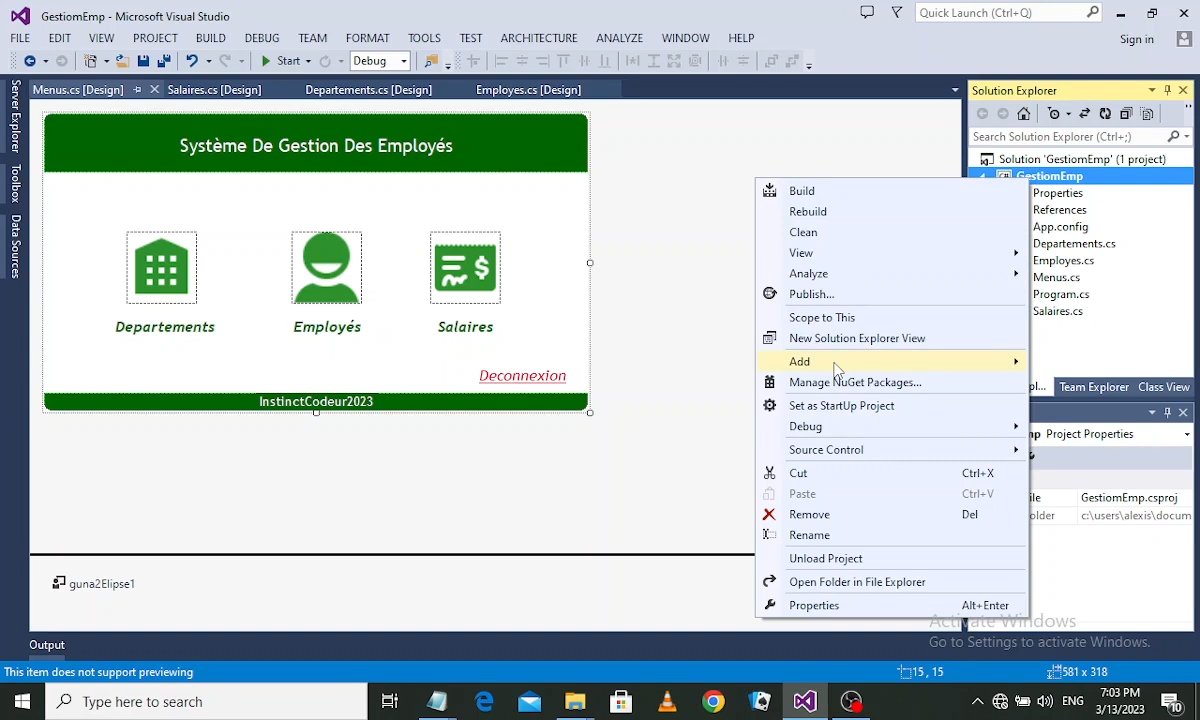 GestiomEmp - Microsoft Visual Studio
Quick Launch (Ctrl+Q)
FILE EDIT VIEW PROJECT BUILD DEBUG TEAM FORMAT TOOLS TEST ARCHITECTURE ANALYZE WINDOW HELP
Sign in
Start Debug
Menus.cs [Design] Salaires.cs [Design] Departements.cs [Design] Employes.cs [Design]
Server Explorer
Toolbox
Data Sources
Système De Gestion Des Employés
Departements Employés Salaires
Deconnexion
InstinctCodeur2023
guna2Elipse1
Solution Explorer
Search Solution Explorer (Ctrl+;)
Solution 'GestiomEmp' (1 project)
GestiomEmp
Properties
References
App.config
Departements.cs
Employes.cs
Menus.cs
Program.cs
Salaires.cs
Build
Rebuild
Clean
View
Analyze
Publish...
Scope to This
New Solution Explorer View
Add
Manage NuGet Packages...
Set as StartUp Project
Debug
Source Control
Cut Ctrl+X
Paste Ctrl+V
Remove Del
Rename
Unload Project
Open Folder in File Explorer
Properties Alt+Enter
Team Explorer Class View
Project Properties
GestiomEmp.csproj
c:\users\alexis\docum
Activate Windows
Go to Settings to activate Windows.
Output
This item does not support previewing
15 , 15 581 x 318
Type here to search
ENG
7:03 PM
3/13/2023
10